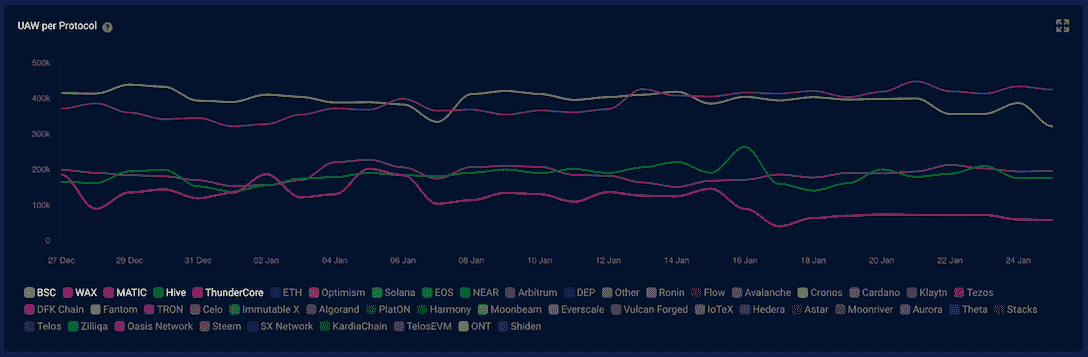 UAW per Protocol ?
500k
400k
300k
200k
100k
0
27 Dec 29 Dec 31 Dec 02 Jan 04 Jan 06 Jan 08 Jan 10 Jan 12 Jan 14 Jan 16 Jan 18 Jan 20 Jan 22 Jan 24 Jan
BSC WAX MATIC Hive ThunderCore ETH Optimism Solana EOS NEAR Arbitrum DEP Other Ronin Flow Avalanche Cronos Cardano Klaytn Tezos
DFK Chain Fantom TRON Celo Immutable X Algorand PlatON Harmony Moonbeam Everscale Vulcan Forged IoTeX Hedera Astar Moonriver Aurora Theta Stacks
Telos Zilliqa Oasis Network Steem SX Network KardiaChain TelosEVM ONT Shiden